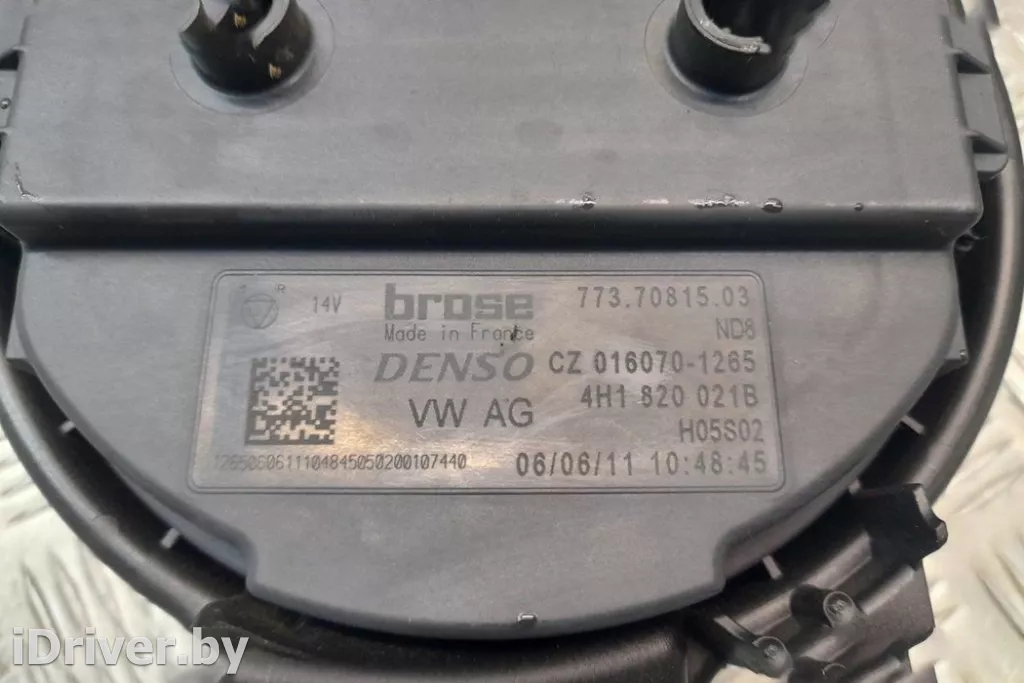 14V brose 773.70815.03
Made in France ND8
DENSO CZ 016070-1265
VW AG 4H1 820 021B
H05S02
1265060611104845050200107440 06/06/11 10:48:45
iDriver.by